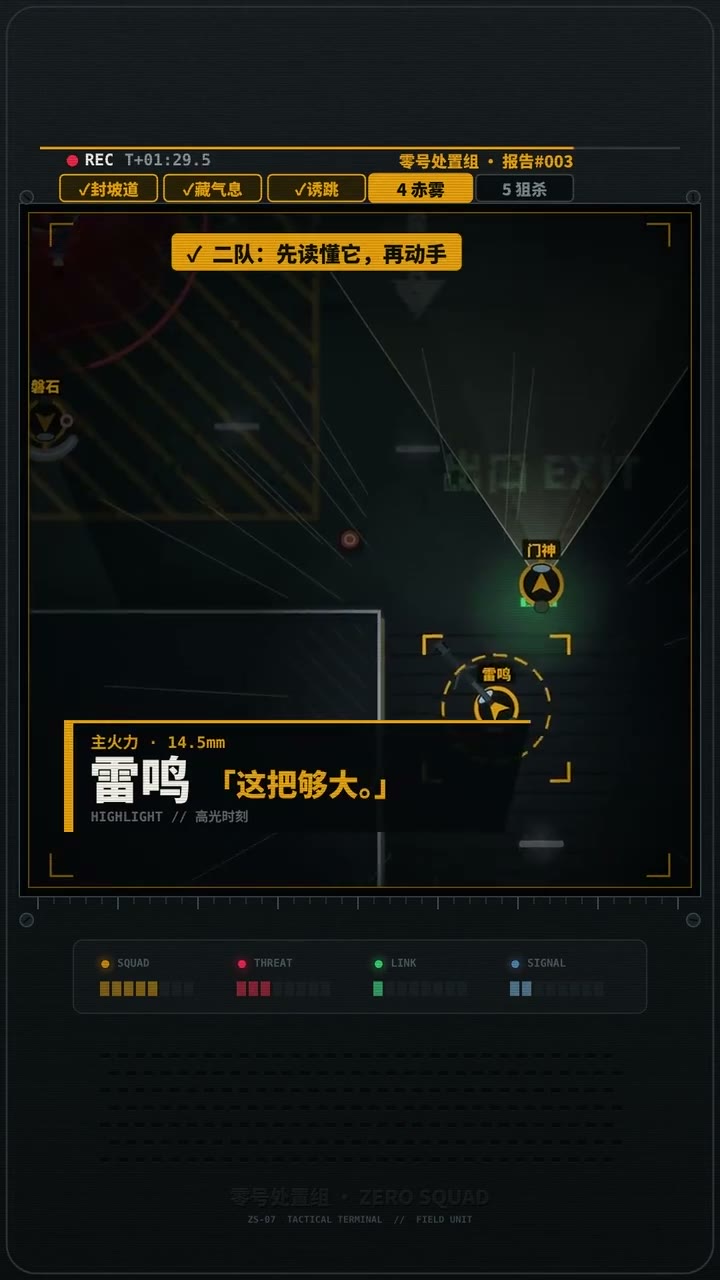 REC T+01:29.5
零号处置组 · 报告#003
✓封坡道
✓藏气息
✓诱跳
4 赤雾
5 狙杀
✓ 二队：先读懂它，再动手
磐石
出口 EXIT
门神
雷鸣
主火力 · 14.5mm
雷鸣 「这把够大。」
HIGHLIGHT // 高光时刻
SQUAD
THREAT
LINK
SIGNAL
零号处置组 · ZERO SQUAD
ZS-07 TACTICAL TERMINAL // FIELD UNIT